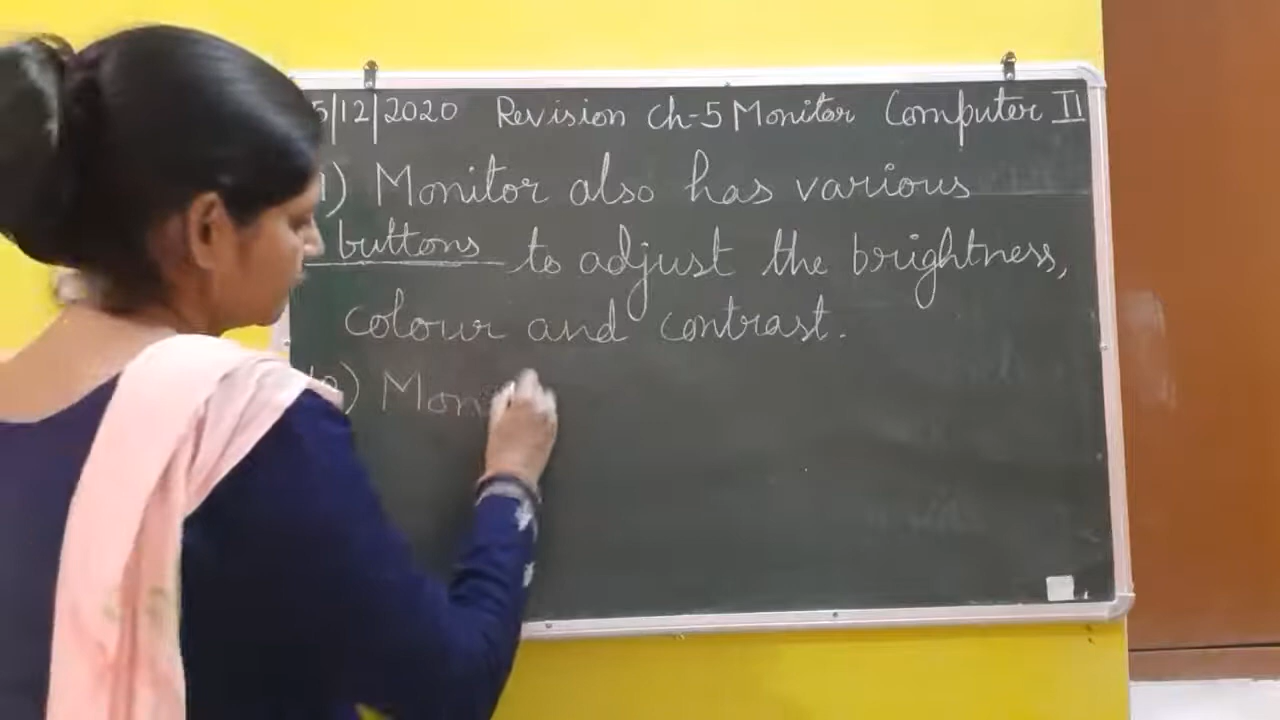 5/12/2020 Revision Ch-5 Monitor Computer II
1) Monitor also has various
buttons to adjust the brightness,
colour and contrast.
2) Moni